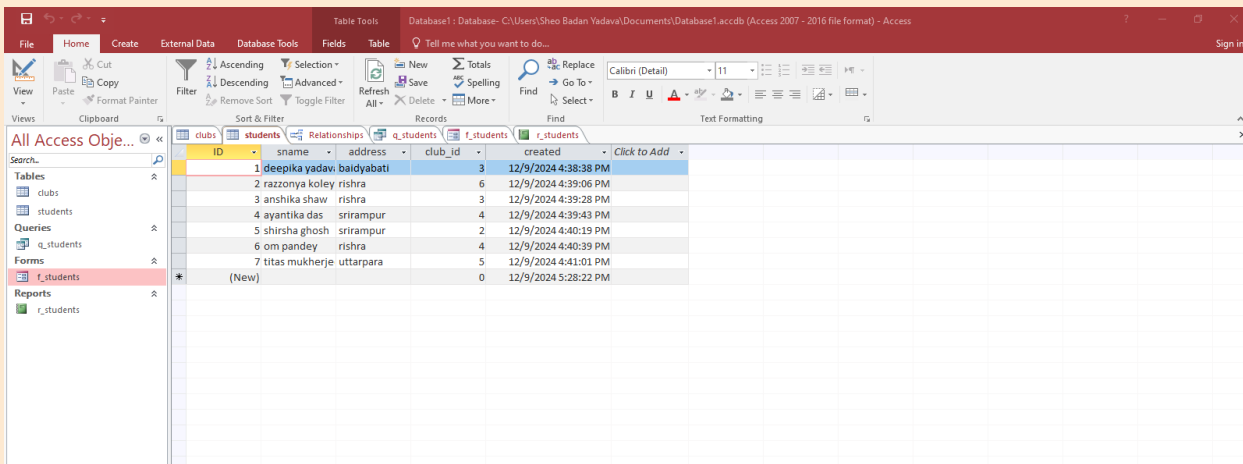 Table Tools Database1 : Database- C:\Users\Sheo Badan Yadava\Documents\Database1.accdb (Access 2007 - 2016 file format) - Access ?
File Home Create External Data Database Tools Fields Table Tell me what you want to do... Sign in
Cut Ascending Selection New Totals Replace Calibri (Detail) 11
Copy Descending Advanced Save Spelling Go To
View Paste Format Painter Filter Remove Sort Toggle Filter Refresh All Delete More Find Select B I U A
Views Clipboard Sort & Filter Records Find Text Formatting
All Access Obje... « clubs students Relationships q_students f_students r_students
Search... ID sname address club_id created Click to Add
1 deepika yadava baidyabati 3 12/9/2024 4:38:38 PM
Tables 2 razzonya koley rishra 6 12/9/2024 4:39:06 PM
clubs 3 anshika shaw rishra 3 12/9/2024 4:39:28 PM
students 4 ayantika das srirampur 4 12/9/2024 4:39:43 PM
Queries 5 shirsha ghosh srirampur 2 12/9/2024 4:40:19 PM
q_students 6 om pandey rishra 4 12/9/2024 4:40:39 PM
Forms 7 titas mukherje uttarpara 5 12/9/2024 4:41:01 PM
f_students * (New) 0 12/9/2024 5:28:22 PM
Reports
r_students